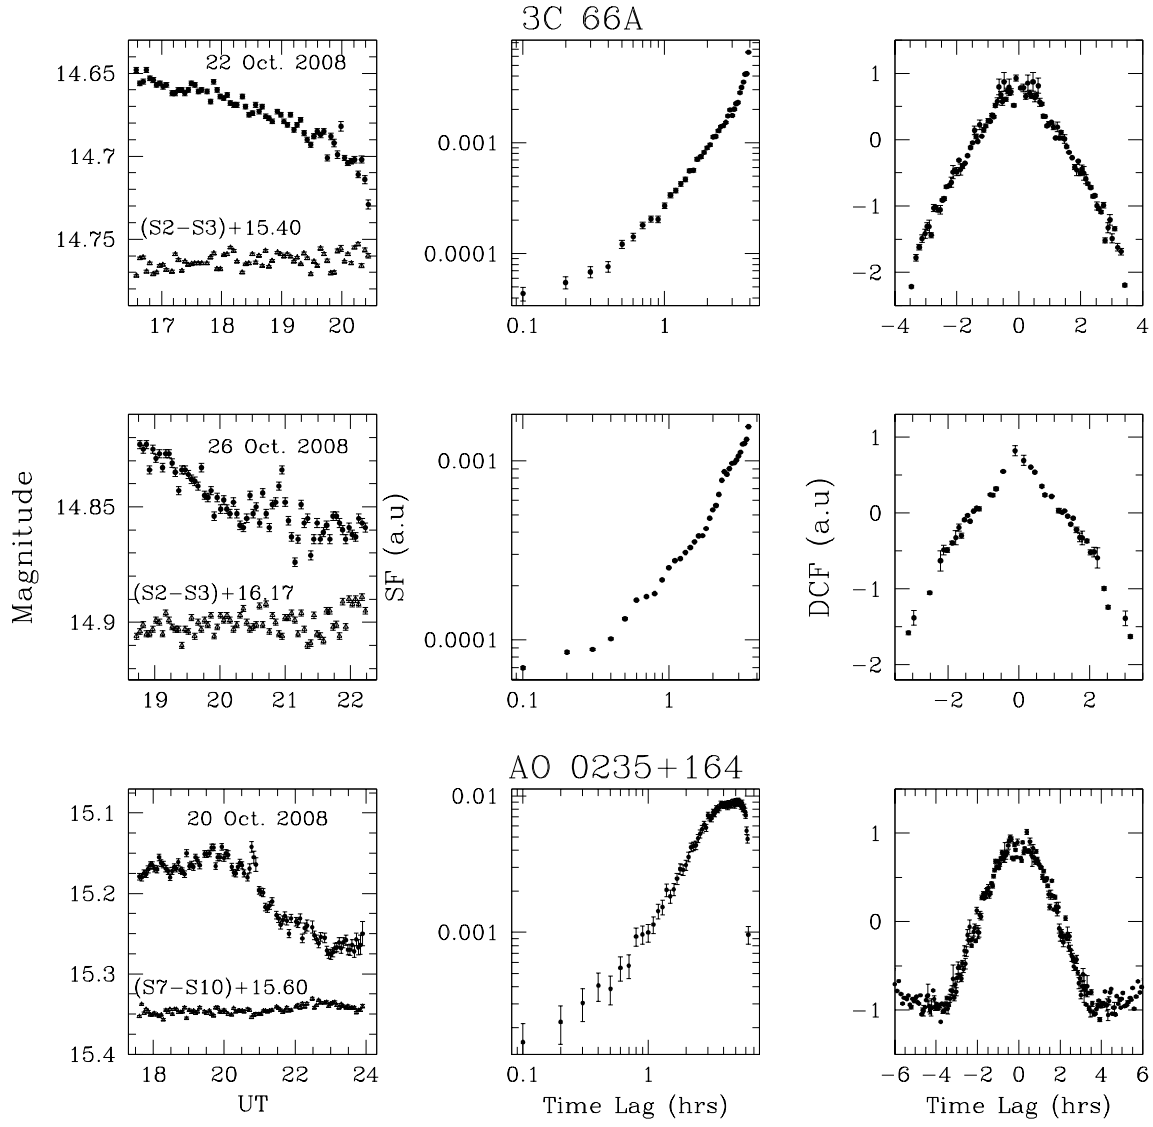 3C 66A
22 Oct. 2008
(S2−S3)+15.40
14.65
14.7
14.75
17 18 19 20
0.001
0.0001
0.1 1
1
0
−1
−2
−4 −2 0 2 4
Magnitude
26 Oct. 2008
(S2−S3)+16.17
14.85
14.9
19 20 21 22
SF (a.u)
0.001
0.0001
0.1 1
DCF (a.u)
1
0
−1
−2
−2 0 2
AO 0235+164
20 Oct. 2008
(S7−S10)+15.60
15.1
15.2
15.3
15.4
18 19 20 21 22 23 24
UT
0.01
0.001
0.1 1
Time Lag (hrs)
1
0
−1
−6 −4 −2 0 2 4 6
Time Lag (hrs)